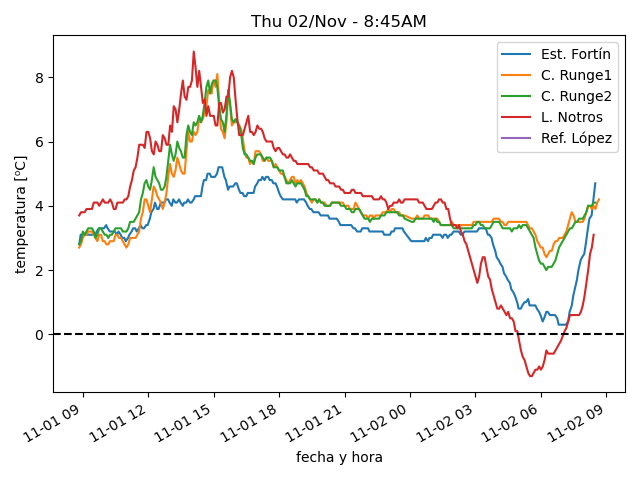 Thu 02/Nov - 8:45AM
Est. Fortín
C. Runge1
C. Runge2
L. Notros
Ref. López
temperatura [ºC]
8
6
4
2
0
11-01 09
11-01 12
11-01 15
11-01 18
11-01 21
11-02 00
11-02 03
11-02 06
11-02 09
fecha y hora